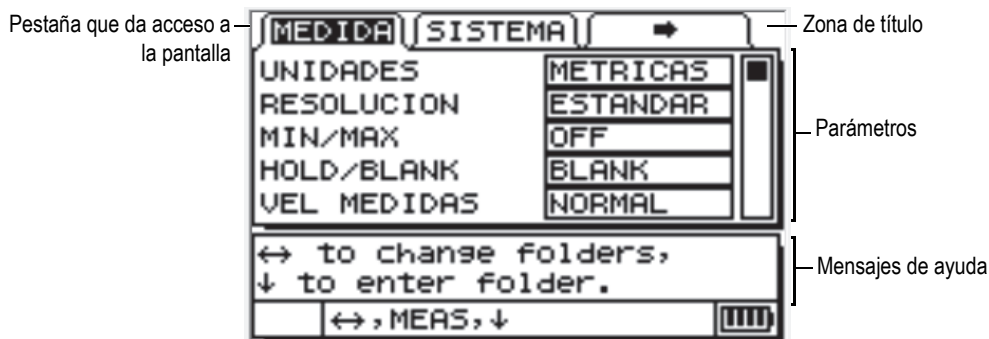 Pestaña que da acceso a
la pantalla
MEDIDA SISTEMA ➡
Zona de título
UNIDADES METRICAS
RESOLUCION ESTANDAR
MIN/MAX OFF
HOLD/BLANK BLANK
VEL MEDIDAS NORMAL
Parámetros
↔ to change folders,
↓ to enter folder.
Mensajes de ayuda
↔,MEAS,↓